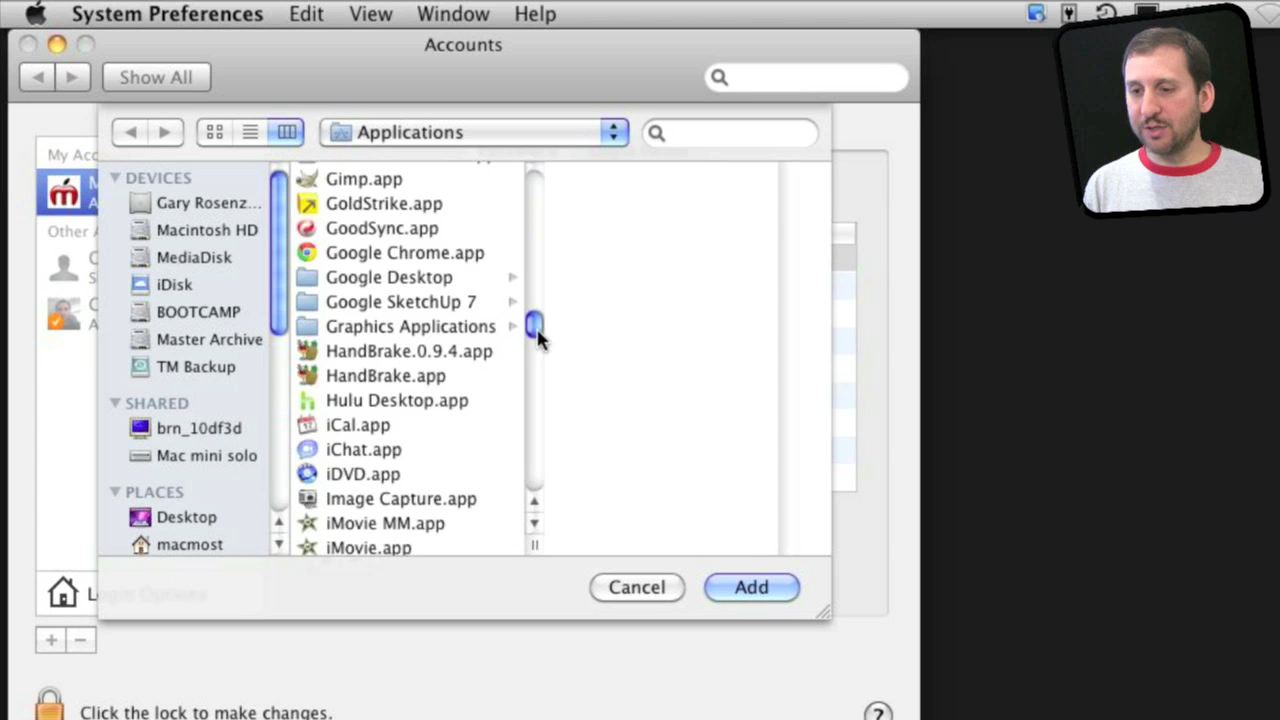 System Preferences Edit View Window Help
Accounts
Show All
Applications
My Acc
Other A
DEVICES
Gary Rosenz...
Macintosh HD
MediaDisk
iDisk
BOOTCAMP
Master Archive
TM Backup
SHARED
brn_10df3d
Mac mini solo
PLACES
Desktop
macmost
Gimp.app
GoldStrike.app
GoodSync.app
Google Chrome.app
Google Desktop
Google SketchUp 7
Graphics Applications
HandBrake.0.9.4.app
HandBrake.app
Hulu Desktop.app
iCal.app
iChat.app
iDVD.app
Image Capture.app
iMovie MM.app
iMovie.app
Cancel Add
Login Options
Click the lock to make changes.
?